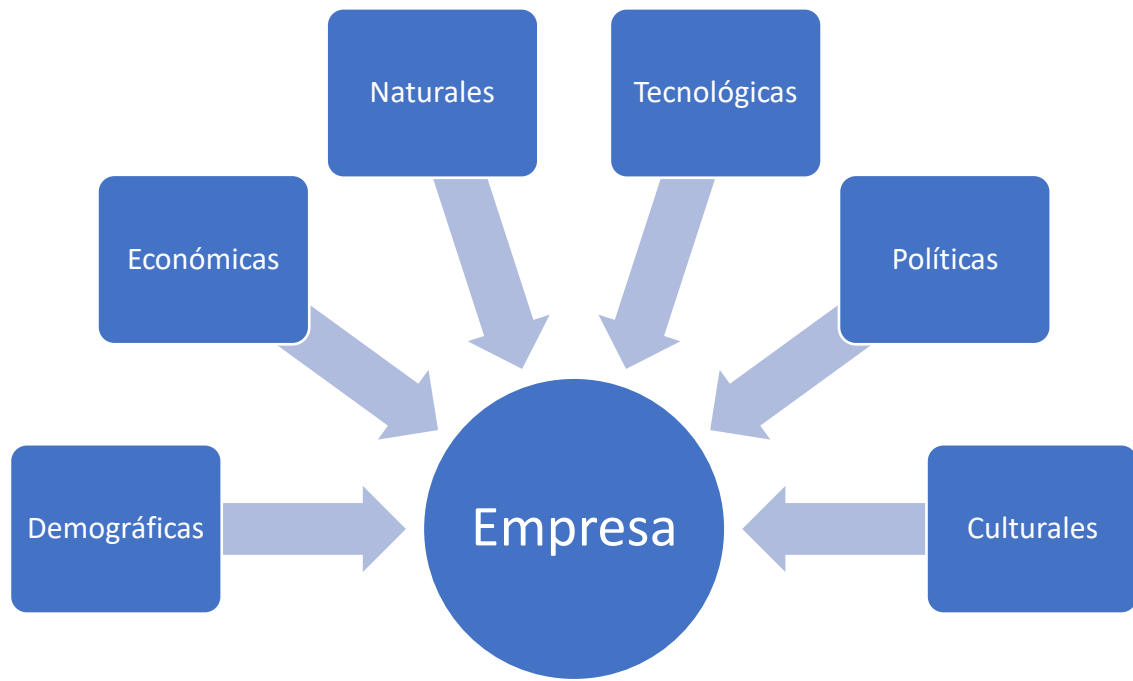 Naturales
Tecnológicas
Económicas
Políticas
Demográficas
Empresa
Culturales